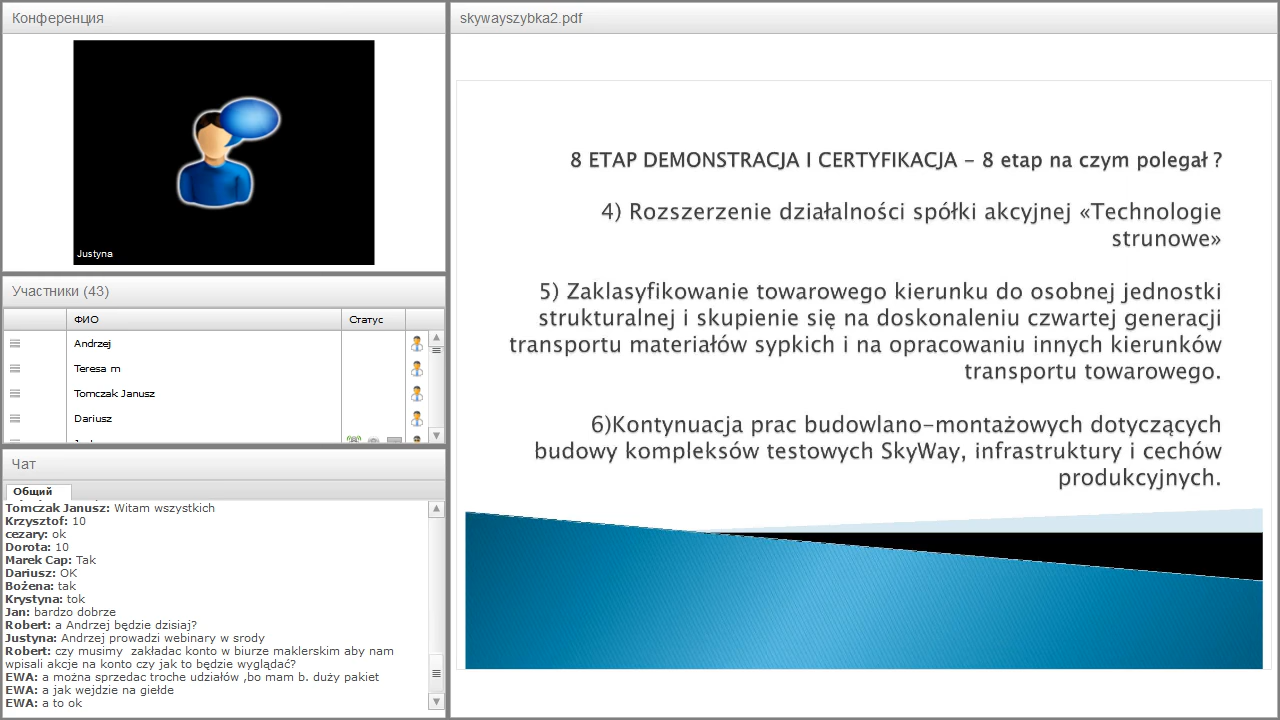 Конференция
Justyna
Участники (43)
ФИО
Статус
Andrzej
Teresa m
Tomczak Janusz
Dariusz
Чат
Общий
Tomczak Janusz: Witam wszystkich
Krzysztof: 10
cezary: ok
Dorota: 10
Marek Cap: Tak
Dariusz: OK
Bożena: tak
Krystyna: tok
Jan: bardzo dobrze
Robert: a Andrzej będzie dzisiaj?
Justyna: Andrzej prowadzi webinary w srody
Robert: czy musimy zakładać konto w biurze maklerskim aby nam
wpisali akcje na konto czy jak to będzie wyglądać?
EWA: a można sprzedac trochę udziałów ,bo mam b. duży pakiet
EWA: a jak wejdzie na giełde
EWA: a to ok
skywayszybka2.pdf
8 ETAP DEMONSTRACJA I CERTYFIKACJA – 8 etap na czym polegał ?
4) Rozszerzenie działalności spółki akcyjnej «Technologie
strunowe»
5) Zaklasyfikowanie towarowego kierunku do osobnej jednostki
strukturalnej i skupienie się na doskonaleniu czwartej generacji
transportu materiałów sypkich i na opracowaniu innych kierunków
transportu towarowego.
6)Kontynuacja prac budowlano-montażowych dotyczących
budowy kompleksów testowych SkyWay, infrastruktury i cechów
produkcyjnych.